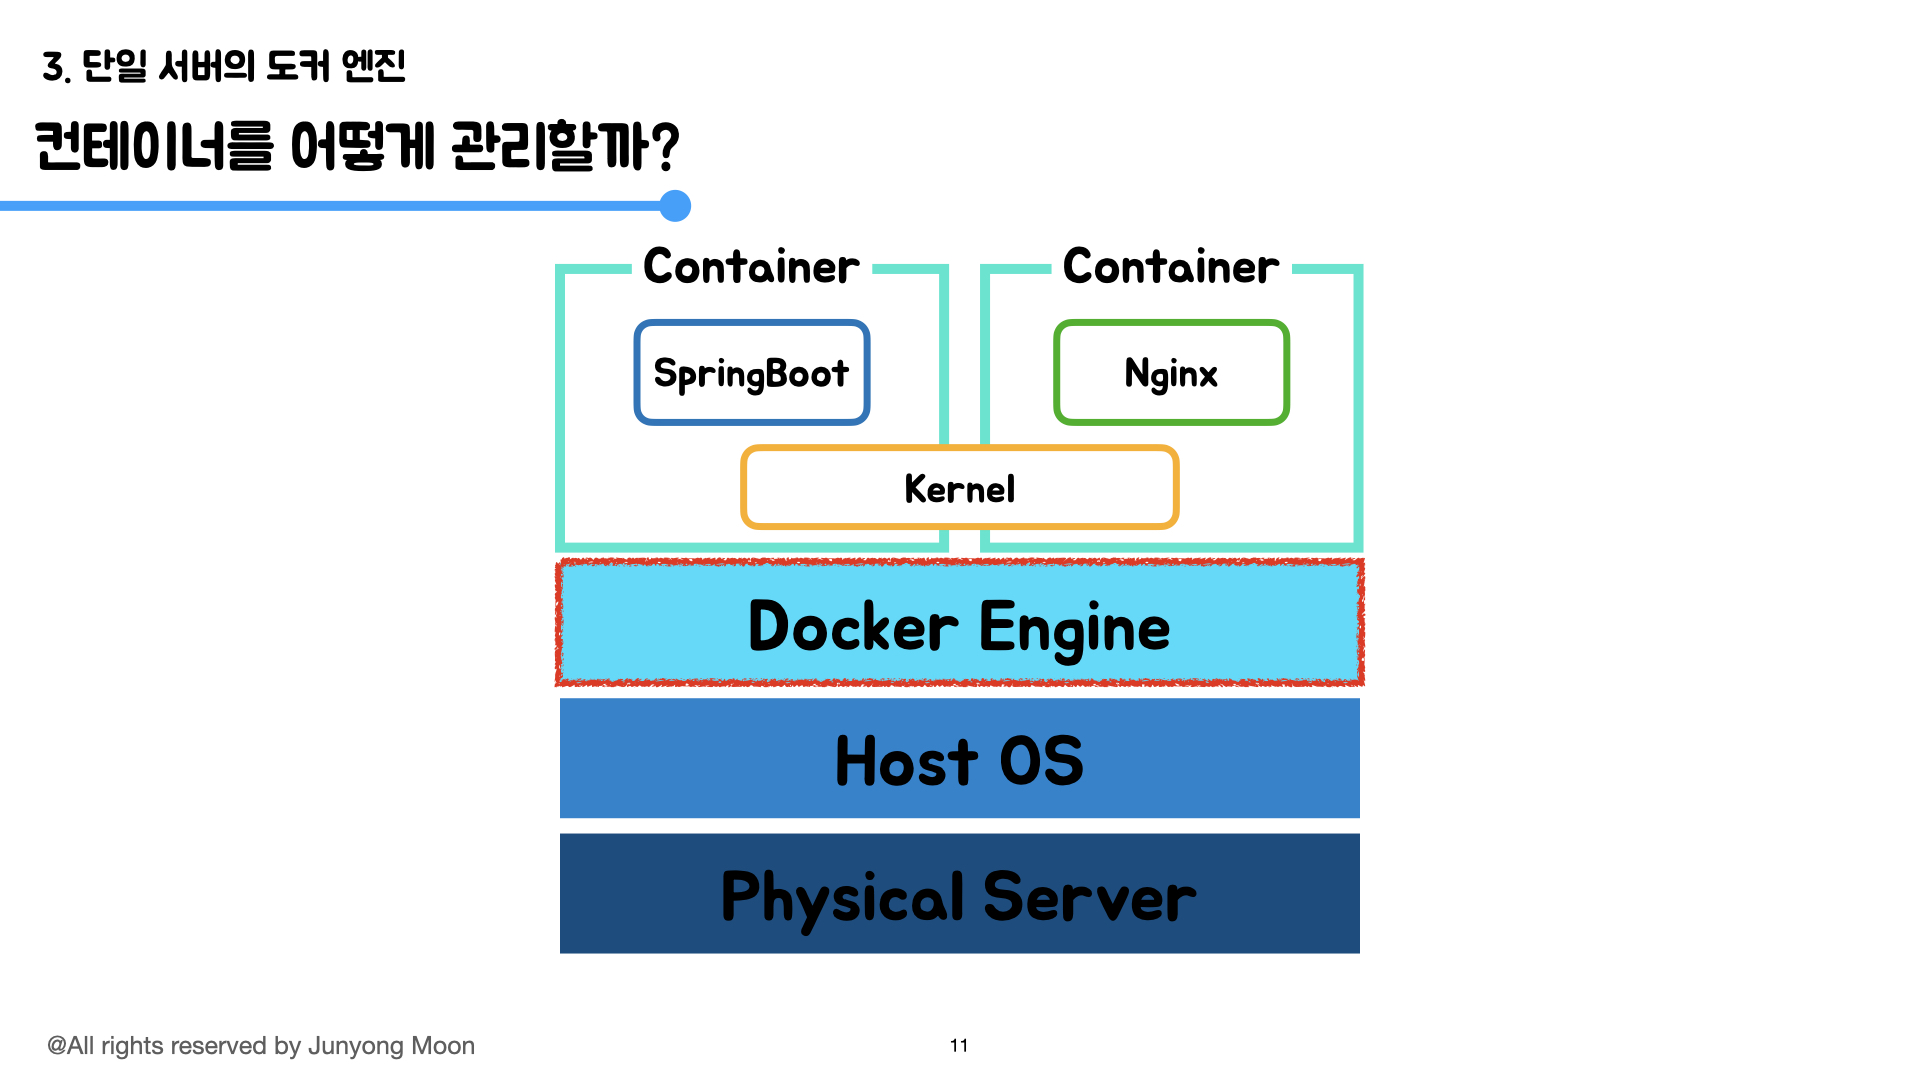 3. 단일 서버의 도커 엔진
컨테이너를 어떻게 관리할까?
Container
Container
SpringBoot
Nginx
Kernel
Docker Engine
Host OS
Physical Server
@All rights reserved by Junyong Moon
11